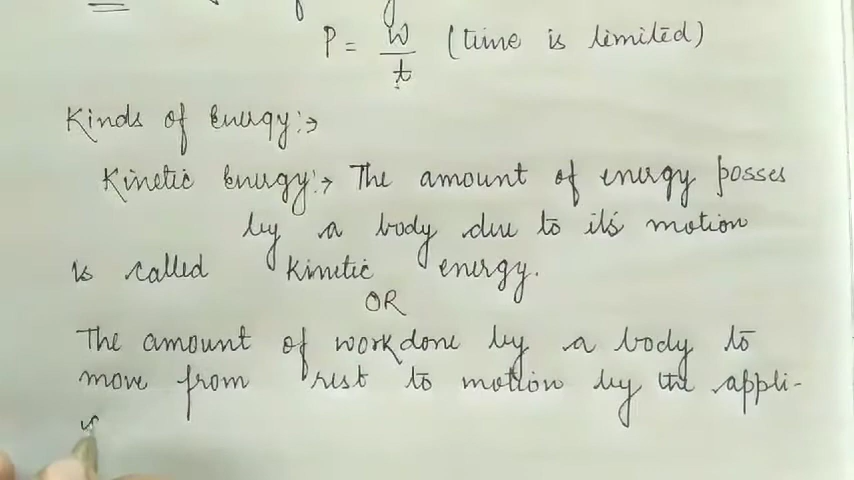 P = w/t (time is limited)
Kinds of Energy:→
Kinetic Energy:→ The amount of energy posses
by a body due to its motion
is called kinetic energy.
OR
The amount of workdone by a body to
move from rest to motion by the appli-